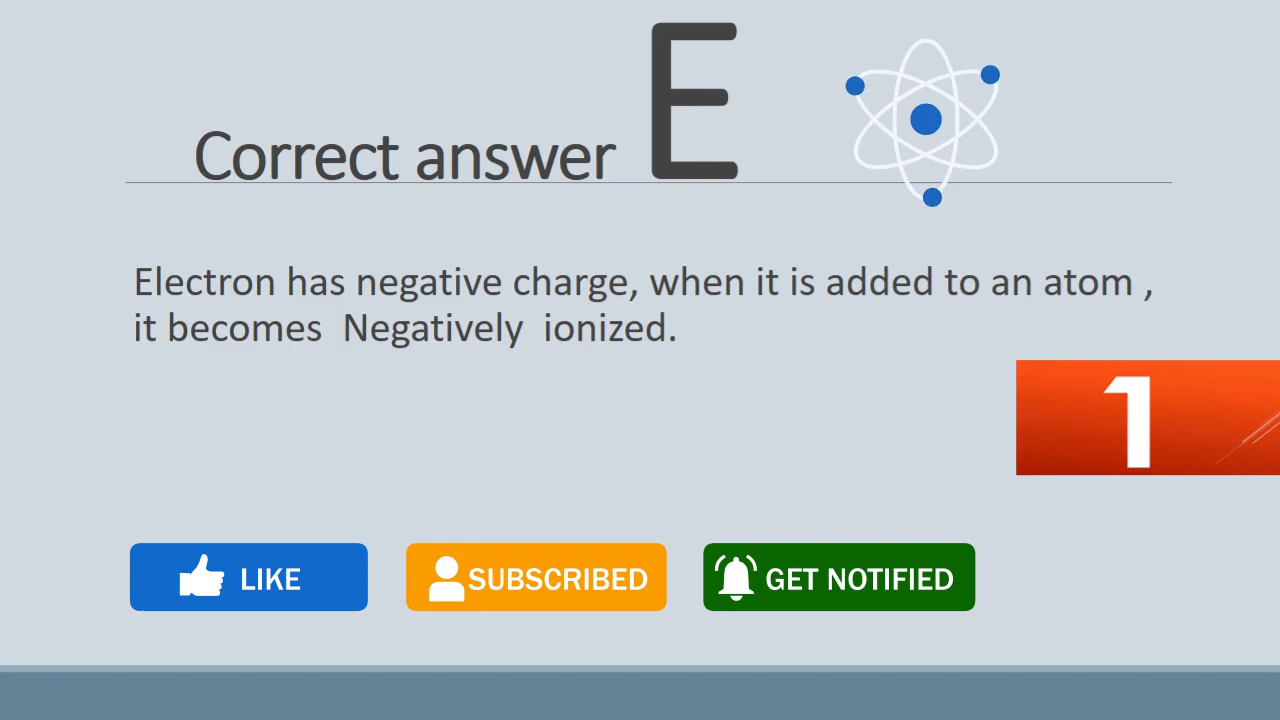 Correct answer E
Electron has negative charge, when it is added to an atom ,
it becomes  Negatively  ionized.
1
LIKE
SUBSCRIBED
GET NOTIFIED